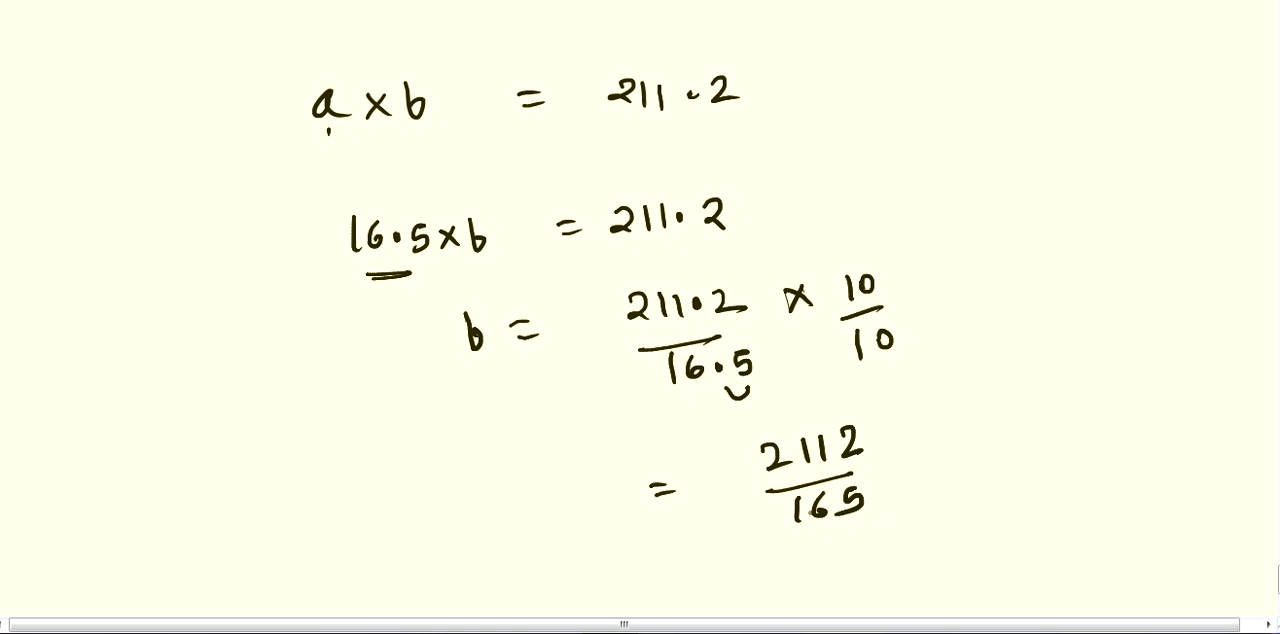 a × b = 211.2
16.5 × b = 211.2
b = 211.2 / 16.5 × 10 / 10
= 2112 / 165